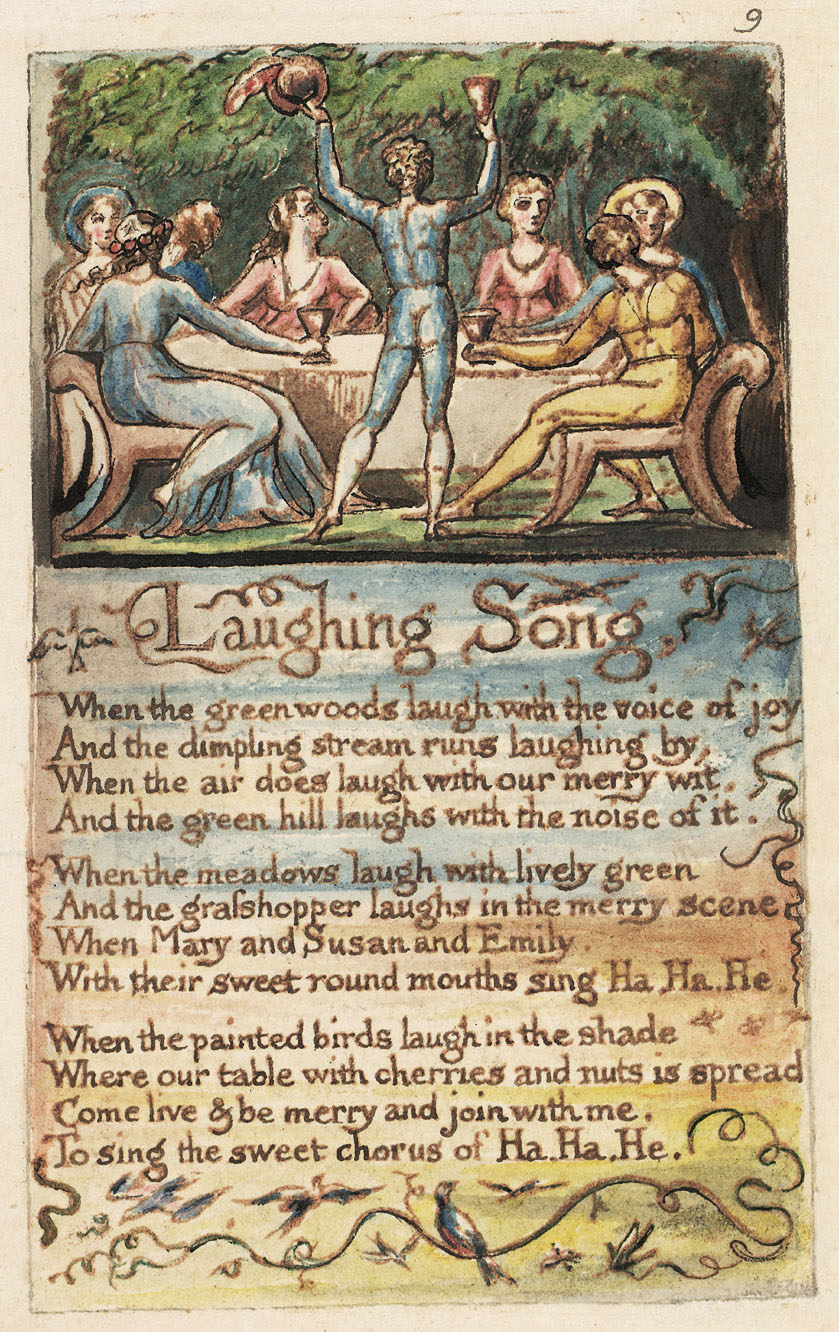 9
Laughing Song,
When the green woods laugh with the voice of joy
And the dimpling stream runs laughing by,
When the air does laugh with our merry wit,
And the green hill laughs with the noise of it.
When the meadows laugh with lively green
And the graſshopper laughs in the merry scene
When Mary and Susan and Emily.
With their sweet round mouths sing Ha, Ha, He.
When the painted birds laugh in the shade
Where our table with cherries and nuts is spread
Come live & be merry and join with me.
To sing the sweet chorus of Ha, Ha, He.